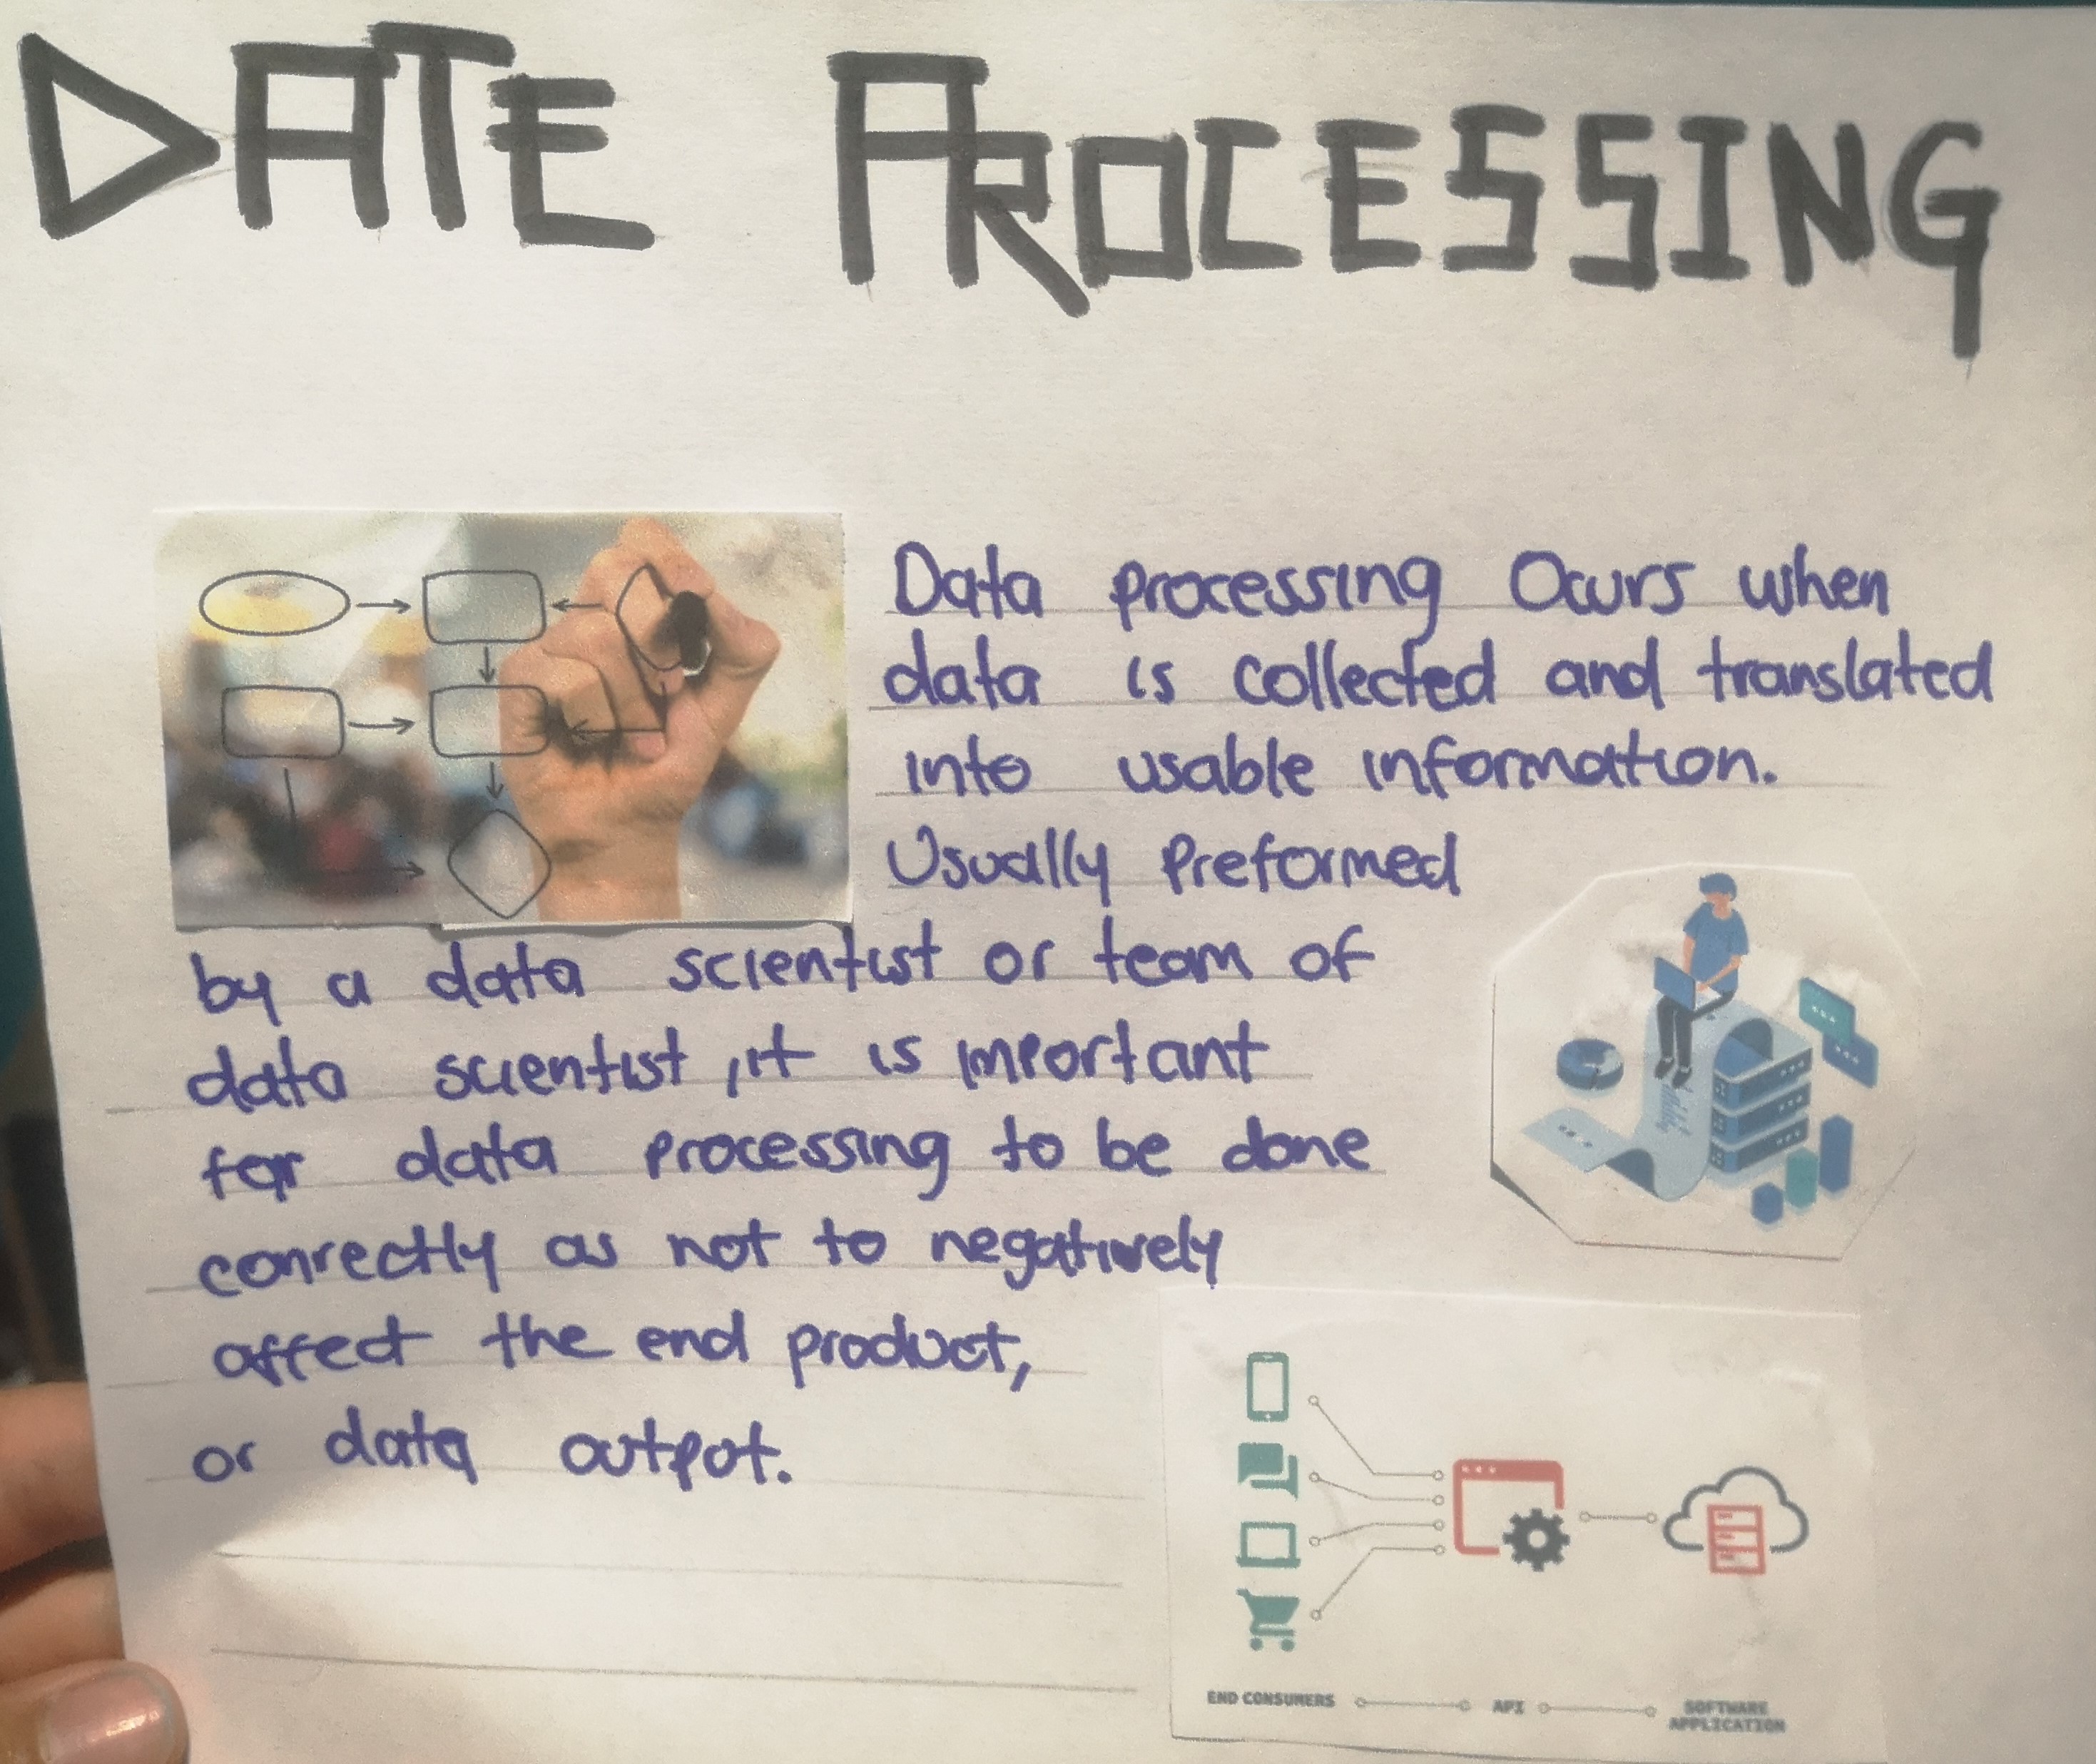 DATE PROCESSING
Data processing Occurs when
data is collected and translated
into usable information.
Usually Preformed
by a data scientist or team of
data scientist, it is important
for data processing to be done
correctly as not to negatively
affect the end product,
or data output.
END CONSUMERS API SOFTWARE
APPLICATION